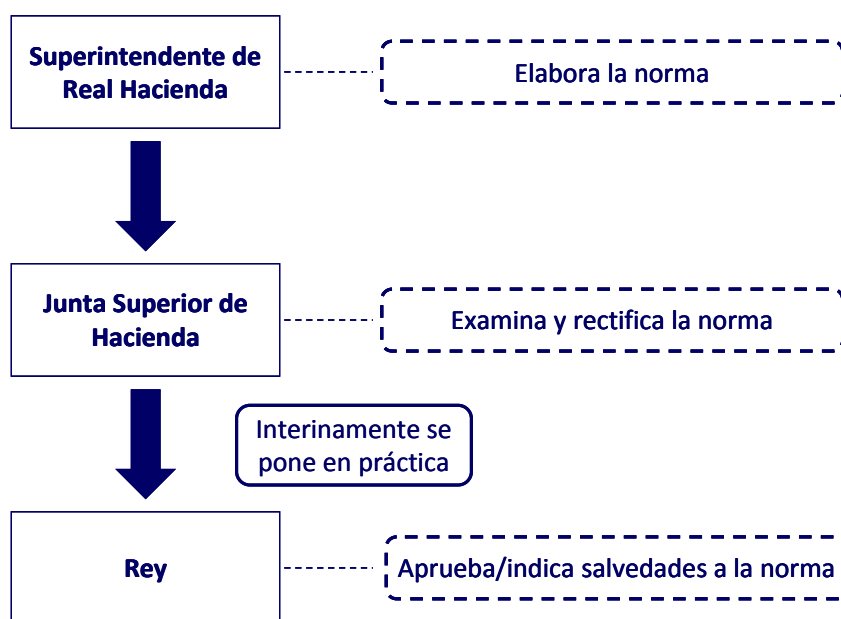 Superintendente de
Real Hacienda
Elabora la norma
Junta Superior de
Hacienda
Examina y rectifica la norma
Interinamente se
pone en práctica
Rey
Aprueba/indica salvedades a la norma